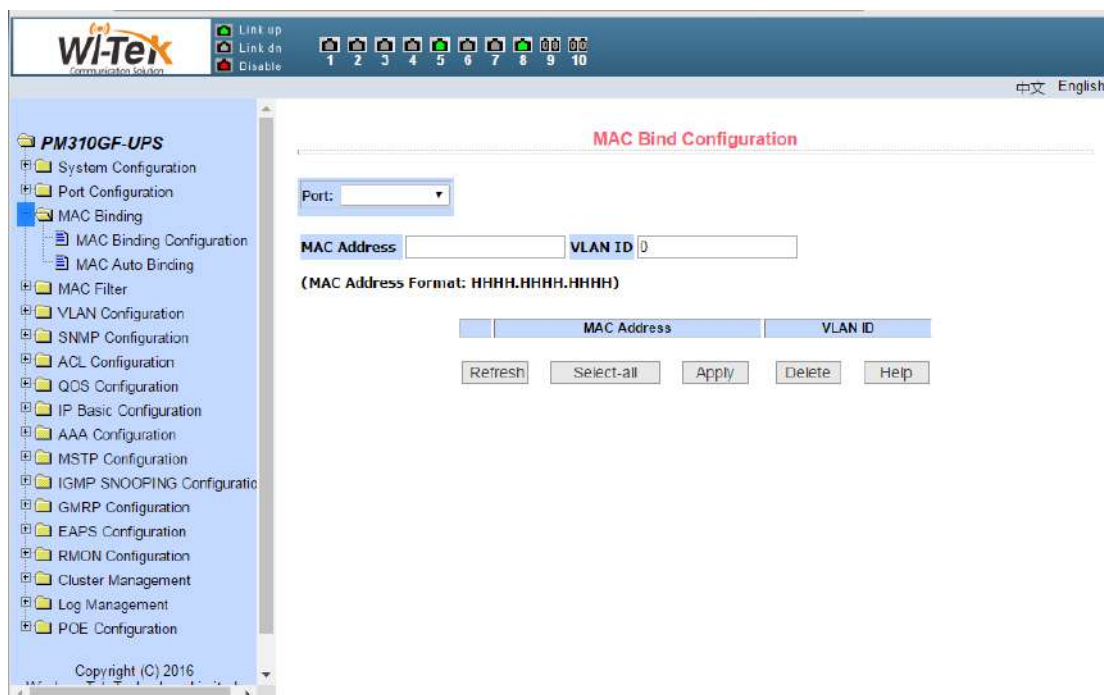 Wi-Tek
Communication Solution
Link up
Link dn
Disable
1 2 3 4 5 6 7 8 9 10
中文 English
PM310GF-UPS
System Configuration
Port Configuration
MAC Binding
MAC Binding Configuration
MAC Auto Binding
MAC Filter
VLAN Configuration
SNMP Configuration
ACL Configuration
QOS Configuration
IP Basic Configuration
AAA Configuration
MSTP Configuration
IGMP SNOOPING Configuratio
GMRP Configuration
EAPS Configuration
RMON Configuration
Cluster Management
Log Management
POE Configuration
Copyright (C) 2016
MAC Bind Configuration
Port:
MAC Address VLAN ID 0
(MAC Address Format: HHHH.HHHH.HHHH)
MAC Address VLAN ID
Refresh Select-all Apply Delete Help